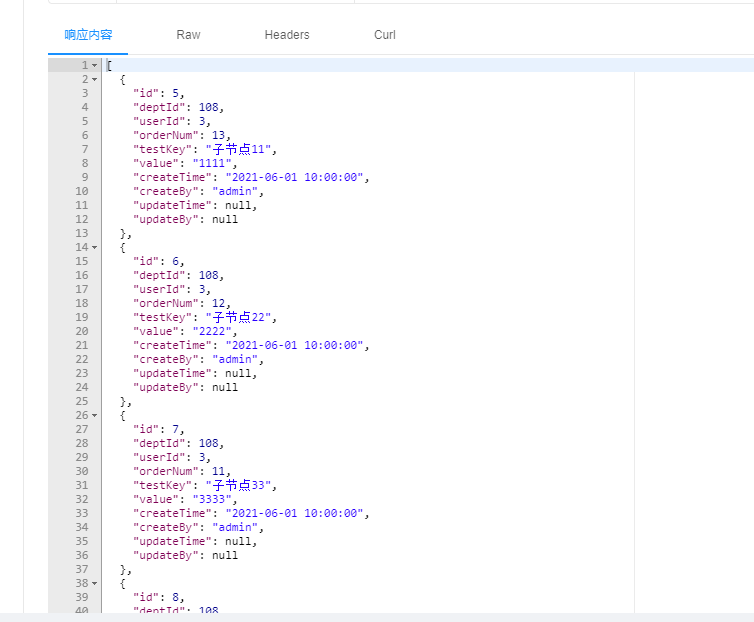 响应内容 Raw Headers Curl
1 [
2 {
3 "id": 5,
4 "deptId": 108,
5 "userId": 3,
6 "orderNum": 13,
7 "testKey": "子节点11",
8 "value": "1111",
9 "createTime": "2021-06-01 10:00:00",
10 "createBy": "admin",
11 "updateTime": null,
12 "updateBy": null
13 },
14 {
15 "id": 6,
16 "deptId": 108,
17 "userId": 3,
18 "orderNum": 12,
19 "testKey": "子节点22",
20 "value": "2222",
21 "createTime": "2021-06-01 10:00:00",
22 "createBy": "admin",
23 "updateTime": null,
24 "updateBy": null
25 },
26 {
27 "id": 7,
28 "deptId": 108,
29 "userId": 3,
30 "orderNum": 11,
31 "testKey": "子节点33",
32 "value": "3333",
33 "createTime": "2021-06-01 10:00:00",
34 "createBy": "admin",
35 "updateTime": null,
36 "updateBy": null
37 },
38 {
39 "id": 8,
40 "deptId": 108